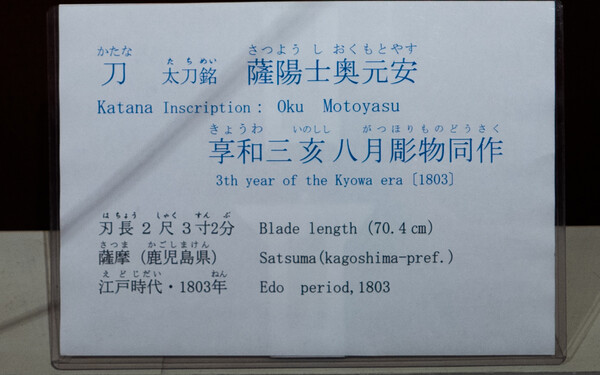 かたな たちめい さつようしおくもとやす
刀 太刀銘 薩陽士奥元安
Katana Inscription： Oku Motoyasu
きょうわ いのしし がつほりものどうさく
享和三亥八月彫物同作
3th year of the Kyowa era〔1803〕
はちょう しゃく すん ぶ
刃長２尺３寸2分 Blade length (70.4㎝)
さつま かごしまけん
薩摩（鹿児島県） Satsuma(kagoshima-pref.)
えどじだい ねん
江戸時代・1803年 Edo period,1803